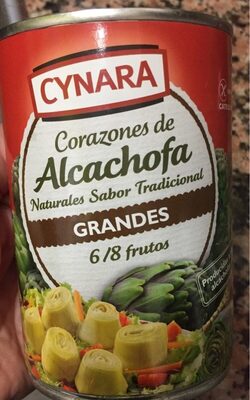 CYNARA
Corazones de
Alcachofa
Naturales Sabor Tradicional
GRANDES
6/8 frutos